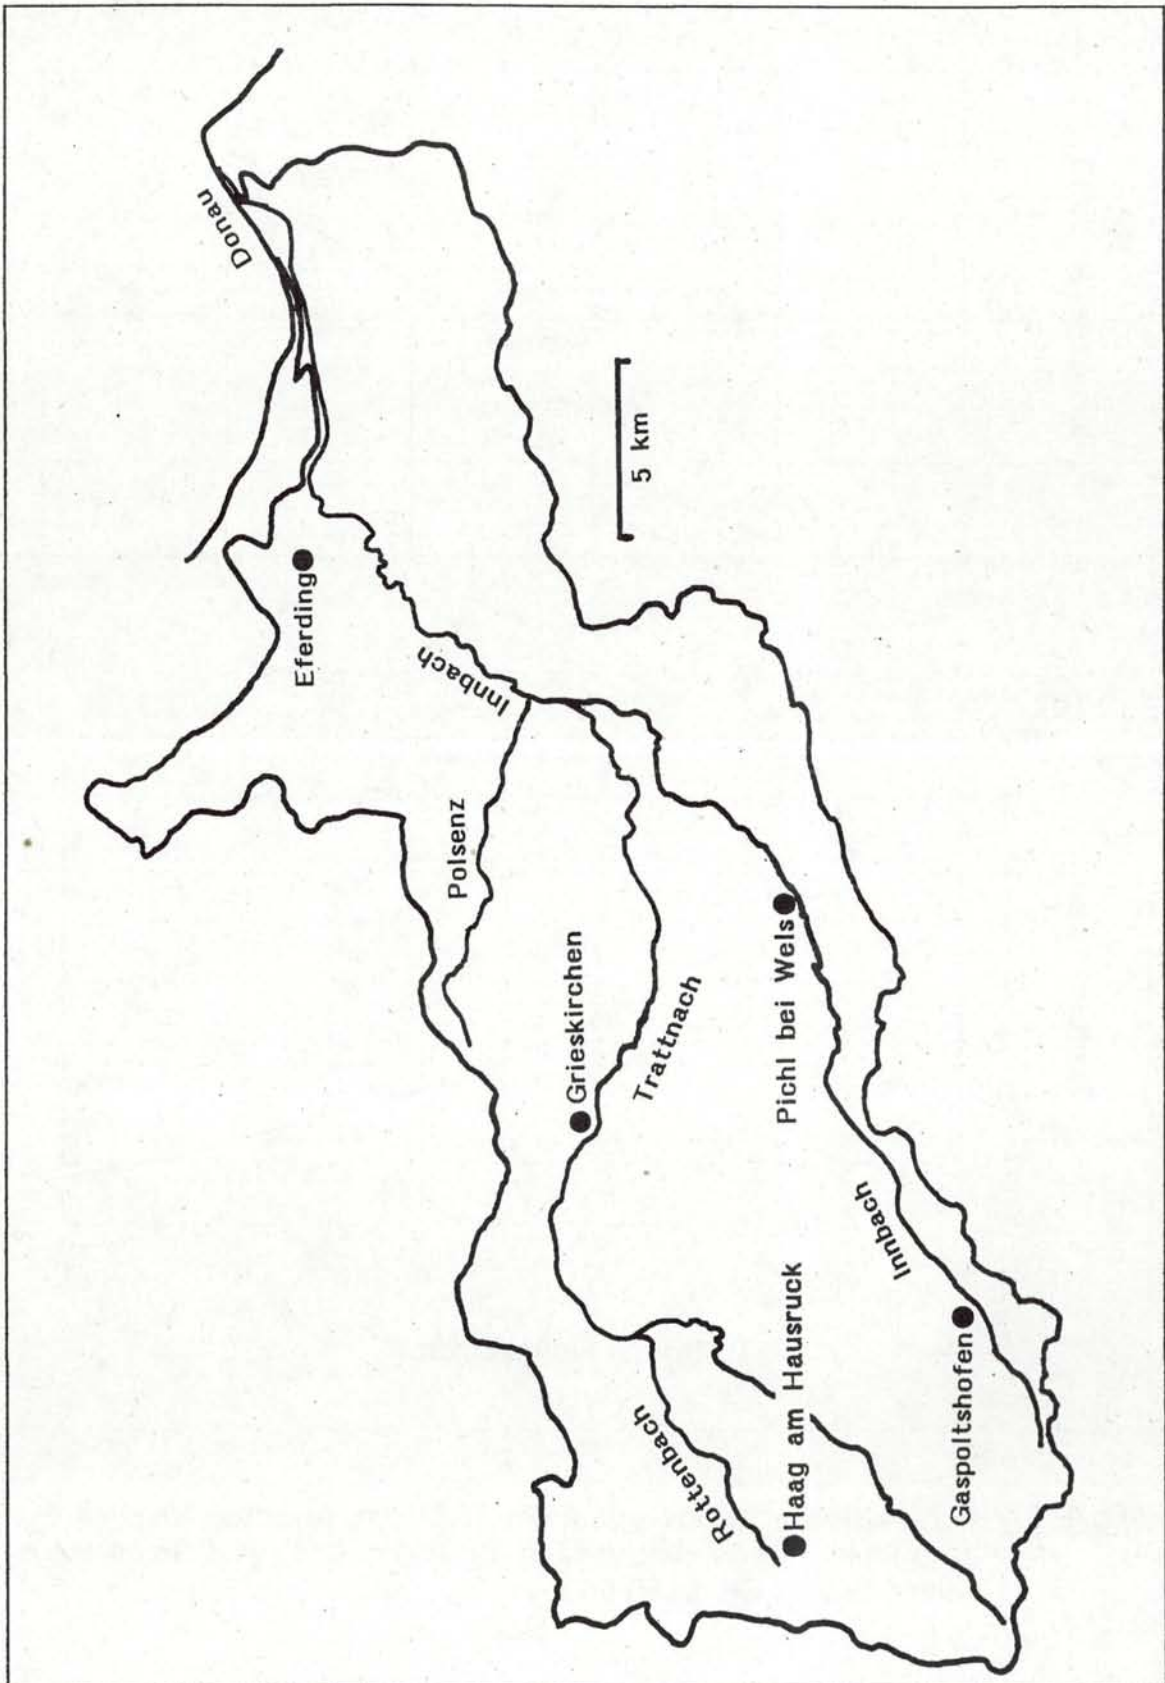 Donau
Eferding
Innbach
Polsenz
5 km
Grieskirchen
Trattnach
Pichl bei Wels
Rottenbach
Haag am Hausruck
Innbach
Gaspoltshofen